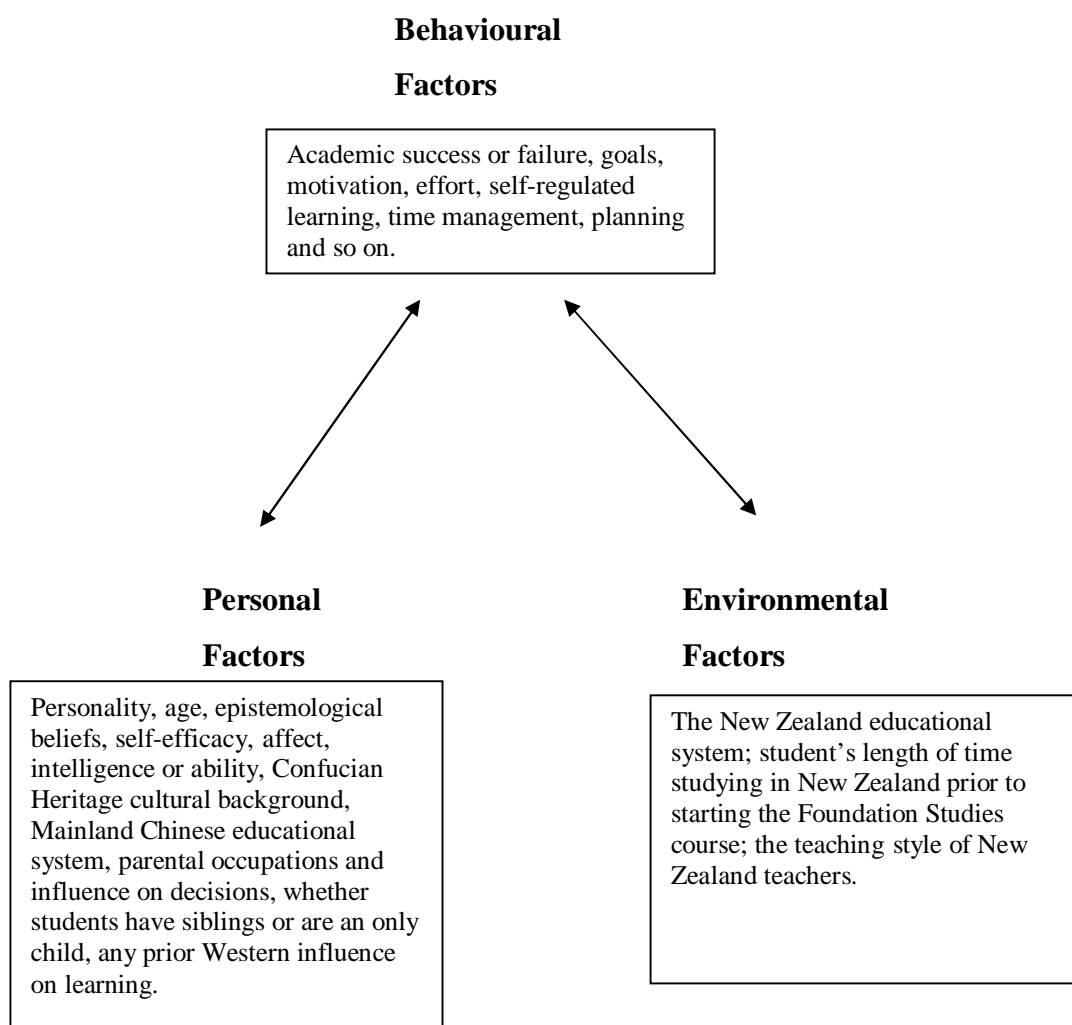 Behavioural
Factors
Academic success or failure, goals,
motivation, effort, self-regulated
learning, time management, planning
and so on.
Personal
Factors
Personality, age, epistemological
beliefs, self-efficacy, affect,
intelligence or ability, Confucian
Heritage cultural background,
Mainland Chinese educational
system, parental occupations and
influence on decisions, whether
students have siblings or are an only
child, any prior Western influence
on learning.
Environmental
Factors
The New Zealand educational
system; student’s length of time
studying in New Zealand prior to
starting the Foundation Studies
course; the teaching style of New
Zealand teachers.